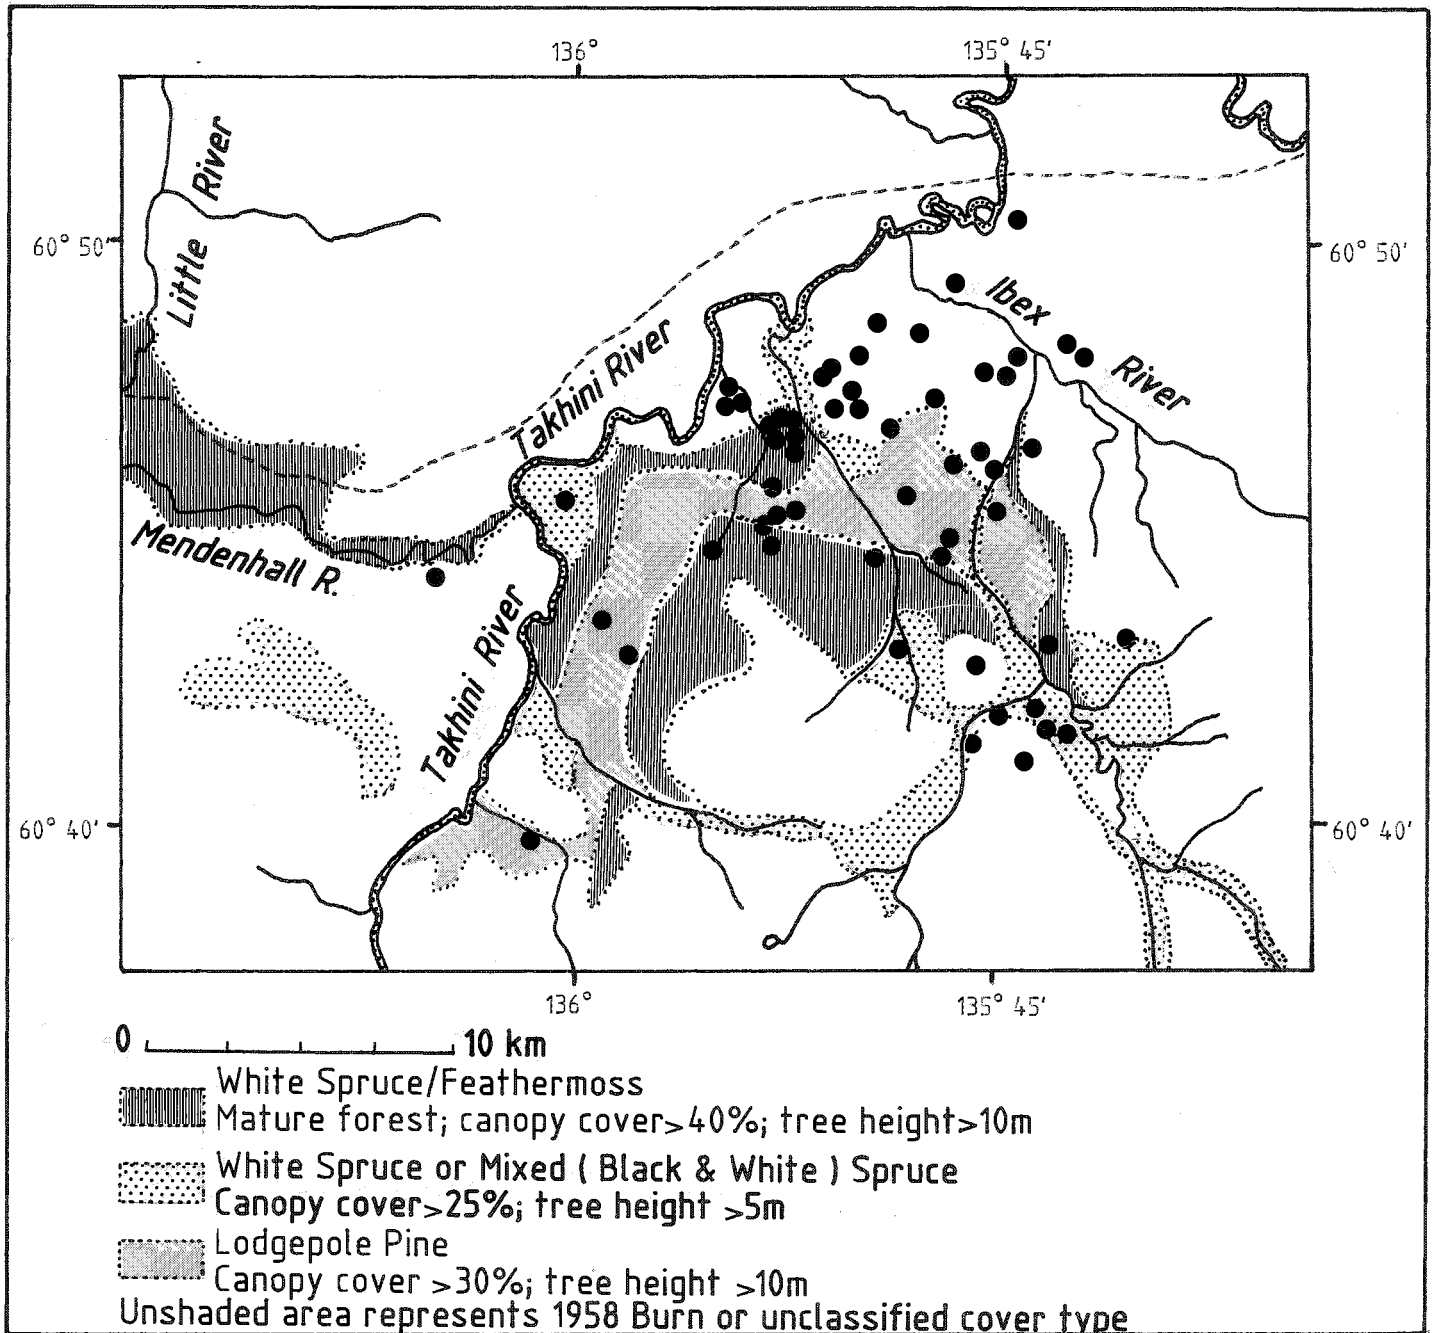 136°
135° 45'
Little River
60° 50'
60° 50'
Ibex River
Takhini River
Mendenhall R.
Takhini River
60° 40'
60° 40'
136°
135° 45'
0 10 km
White Spruce/Feathermoss
Mature forest; canopy cover>40%; tree height>10m
White Spruce or Mixed ( Black & White ) Spruce
Canopy cover>25%; tree height >5m
Lodgepole Pine
Canopy cover >30%; tree height >10m
Unshaded area represents 1958 Burn or unclassified cover type